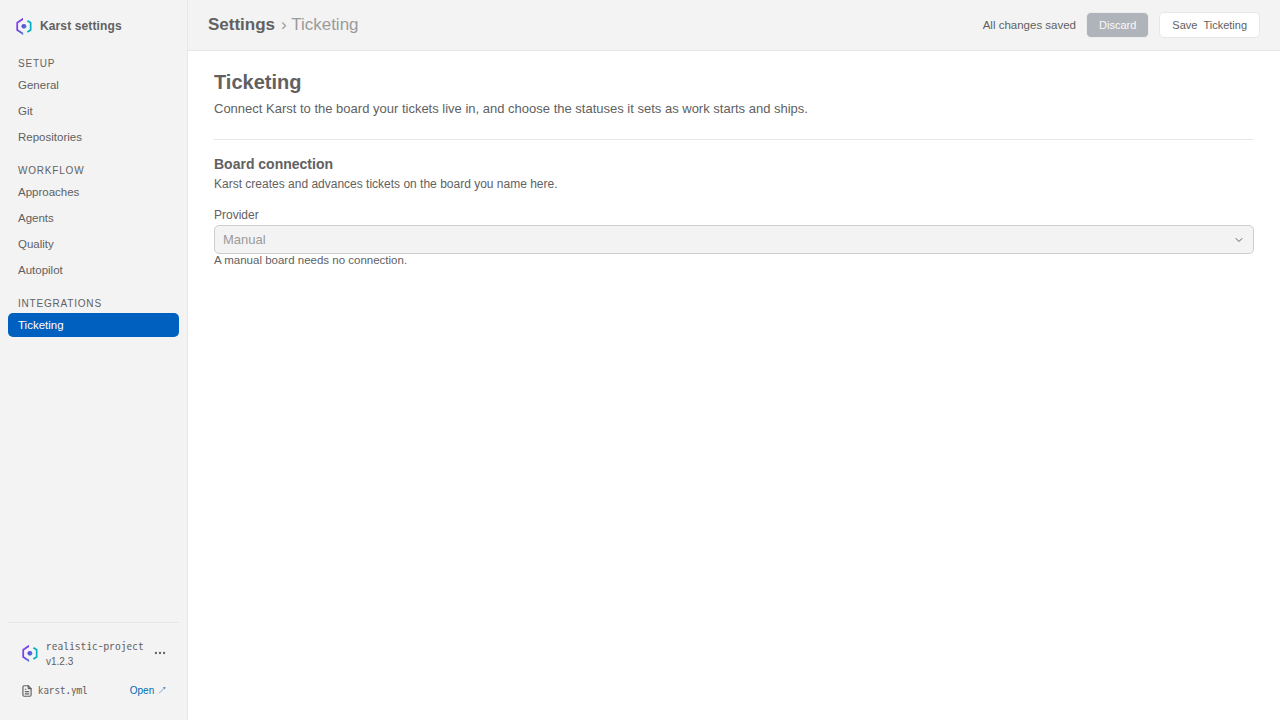 Karst settings
SETUP
General
Git
Repositories
WORKFLOW
Approaches
Agents
Quality
Autopilot
INTEGRATIONS
Ticketing
realistic-project
v1.2.3
karst.yml
Open ↗
Settings › Ticketing
All changes saved
Discard
Save Ticketing
Ticketing
Connect Karst to the board your tickets live in, and choose the statuses it sets as work starts and ships.
Board connection
Karst creates and advances tickets on the board you name here.
Provider
Manual
A manual board needs no connection.